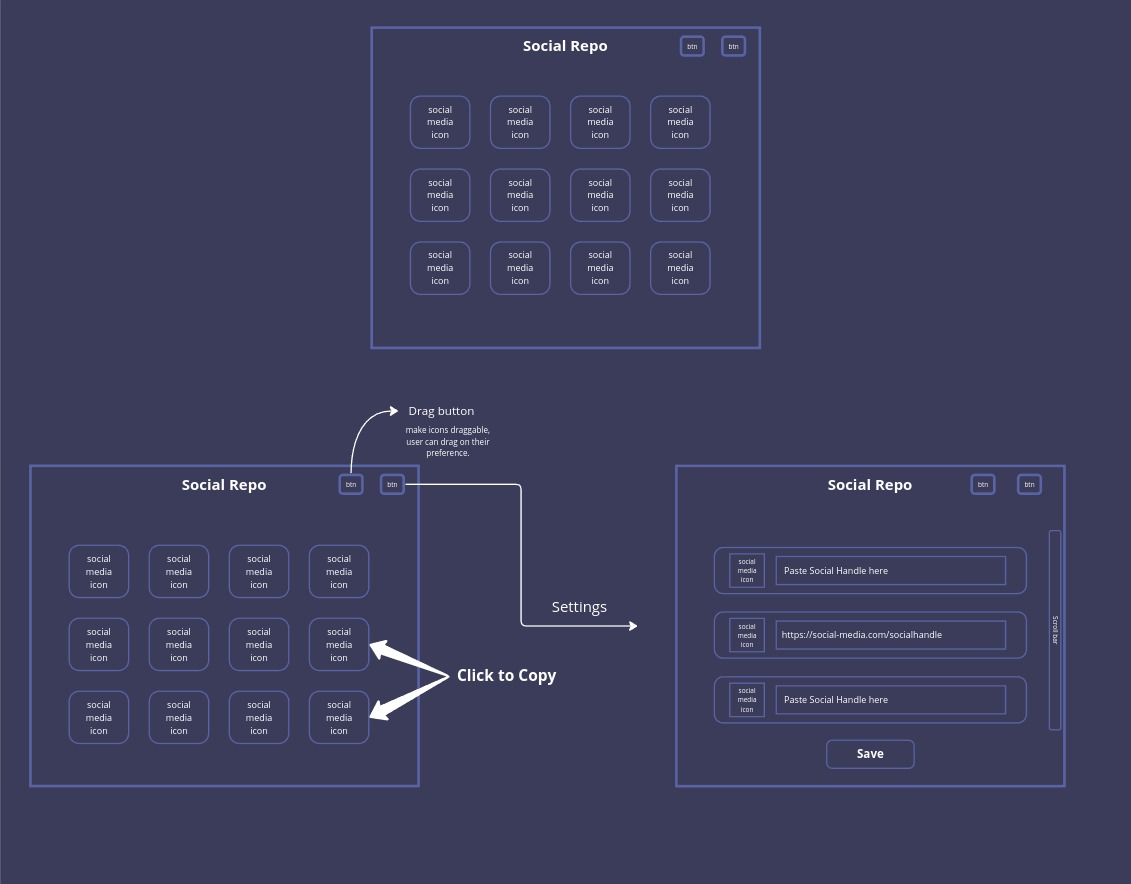 Social Repo
btn
btn
social
media
icon
social
media
icon
social
media
icon
social
media
icon
social
media
icon
social
media
icon
social
media
icon
social
media
icon
social
media
icon
social
media
icon
social
media
icon
social
media
icon
Drag button
make icons draggable,
user can drag on their
preference.
Social Repo
btn
btn
social
media
icon
social
media
icon
social
media
icon
social
media
icon
social
media
icon
social
media
icon
social
media
icon
social
media
icon
social
media
icon
social
media
icon
social
media
icon
social
media
icon
Click to Copy
Settings
Social Repo
btn
btn
social
media
icon
Paste Social Handle here
social
media
icon
https://social-media.com/socialhandle
social
media
icon
Paste Social Handle here
Scroll bar
Save